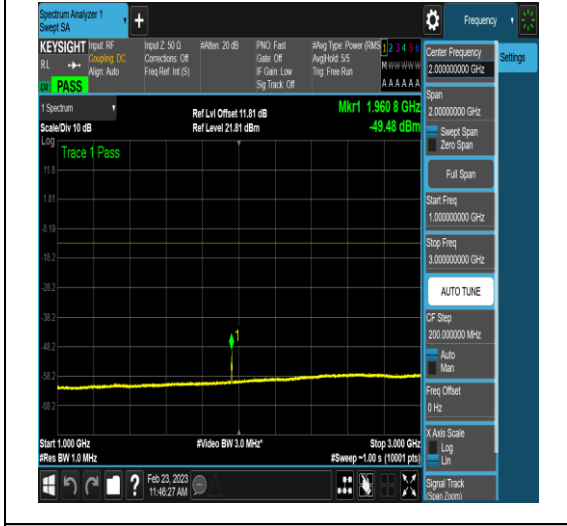 Spectrum Analyzer 1
Swept SA
+
Frequency
KEYSIGHT
RL
PASS
Input: RF
Coupling: DC
Align: Auto
Input Z: 50 Ω
Corrections: Off
Freq Ref: Int (S)
#Atten: 20 dB
PNO: Fast
Gate: Off
IF Gain: Low
Sig Track: Off
#Avg Type: Power (RMS
Avg|Hold: 5/5
Trig: Free Run
1 2 3 4 5 6
M W W W W W
A A A A A A
1 Spectrum
Scale/Div 10 dB
Ref Lvl Offset 11.81 dB
Ref Level 21.81 dBm
Mkr1 1.960 8 GHz
-49.48 dBm
Log
Trace 1 Pass
11.8
1.81
-8.19
-18.2
-28.2
-38.2
-48.2
-58.2
-68.2
1
Start 1.000 GHz
#Res BW 1.0 MHz
#Video BW 3.0 MHz*
Stop 3.000 GHz
#Sweep ~1.00 s (10001 pts)
Feb 23, 2023
11:46:27 AM
?
Settings
Center Frequency
2.000000000 GHz
Span
2.00000000 GHz
Swept Span
Zero Span
Full Span
Start Freq
1.000000000 GHz
Stop Freq
3.000000000 GHz
AUTO TUNE
CF Step
200.000000 MHz
Auto
Man
Freq Offset
0 Hz
X Axis Scale
Log
Lin
Signal Track
(Span Zoom)